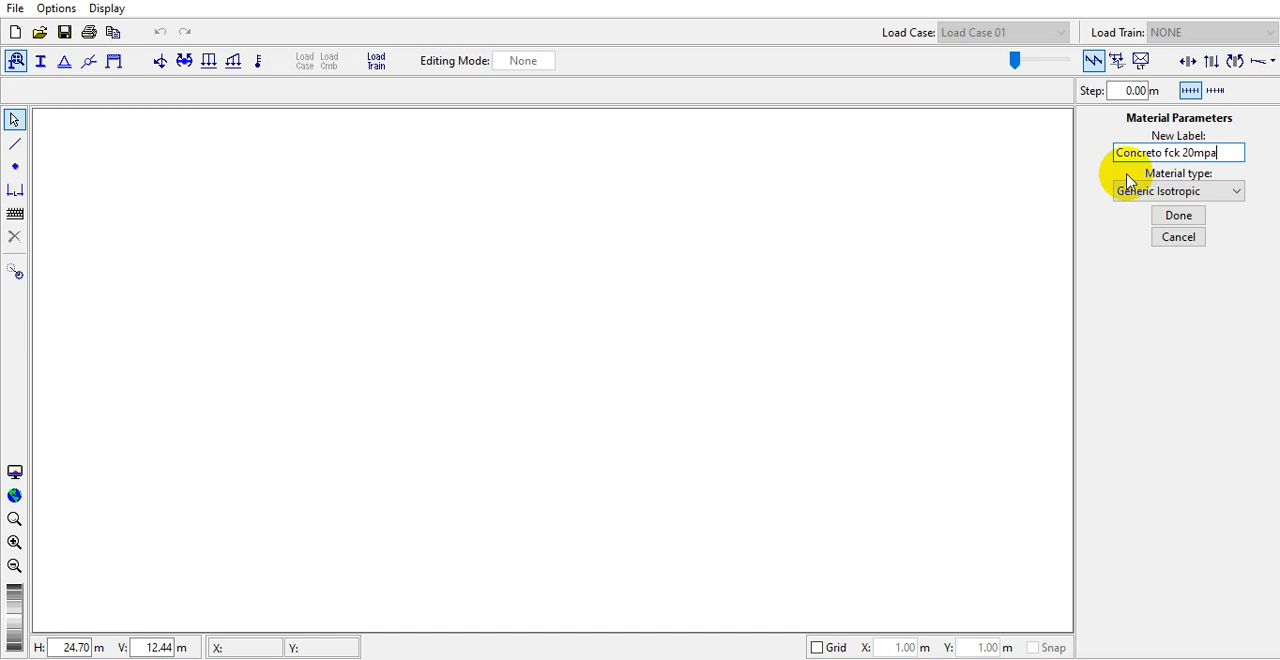 File Options Display
Load Case: Load Case 01 Load Train: NONE
Load Case Load Cmb Load Train Editing Mode: None
Step: 0.00 m
Material Parameters
New Label:
Concreto fck 20mpa
Material type:
Generic Isotropic
Done
Cancel
H: 24.70 m V: 12.44 m X: Y: Grid X: 1.00 m Y: 1.00 m Snap